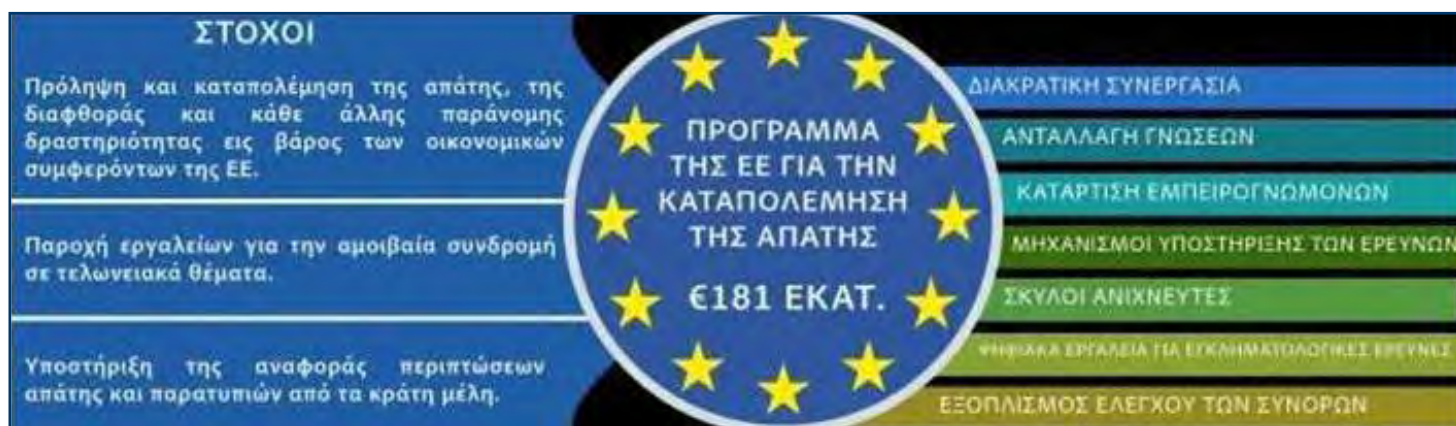 ΣΤΟΧΟΙ
Πρόληψη και καταπολέμηση της απάτης, της
διαφθοράς και κάθε άλλης παράνομης
δραστηριότητας εις βάρος των οικονομικών
συμφερόντων της ΕΕ.
Παροχή εργαλείων για την αμοιβαία συνδρομή
σε τελωνειακά θέματα.
Υποστήριξη της αναφοράς περιπτώσεων
απάτης και παρατυπιών από τα κράτη μέλη.
ΠΡΟΓΡΑΜΜΑ
ΤΗΣ ΕΕ ΓΙΑ ΤΗΝ
ΚΑΤΑΠΟΛΕΜΗΣΗ
ΤΗΣ ΑΠΑΤΗΣ
€181 ΕΚΑΤ.
ΔΙΑΚΡΑΤΙΚΗ ΣΥΝΕΡΓΑΣΙΑ
ΑΝΤΑΛΛΑΓΗ ΓΝΩΣΕΩΝ
ΚΑΤΑΡΤΙΣΗ ΕΜΠΕΙΡΟΓΝΩΜΟΝΩΝ
ΜΗΧΑΝΙΣΜΟΙ ΥΠΟΣΤΗΡΙΞΗΣ ΤΩΝ ΕΡΕΥΝΩΝ
ΣΚΥΛΟΙ ΑΝΙΧΝΕΥΤΕΣ
ΨΗΦΙΑΚΑ ΕΡΓΑΛΕΙΑ ΓΙΑ ΕΓΚΛΗΜΑΤΟΛΟΓΙΚΕΣ ΕΡΕΥΝΕΣ
ΕΞΟΠΛΙΣΜΟΣ ΕΛΕΓΧΟΥ ΤΩΝ ΣΥΝΟΡΩΝ